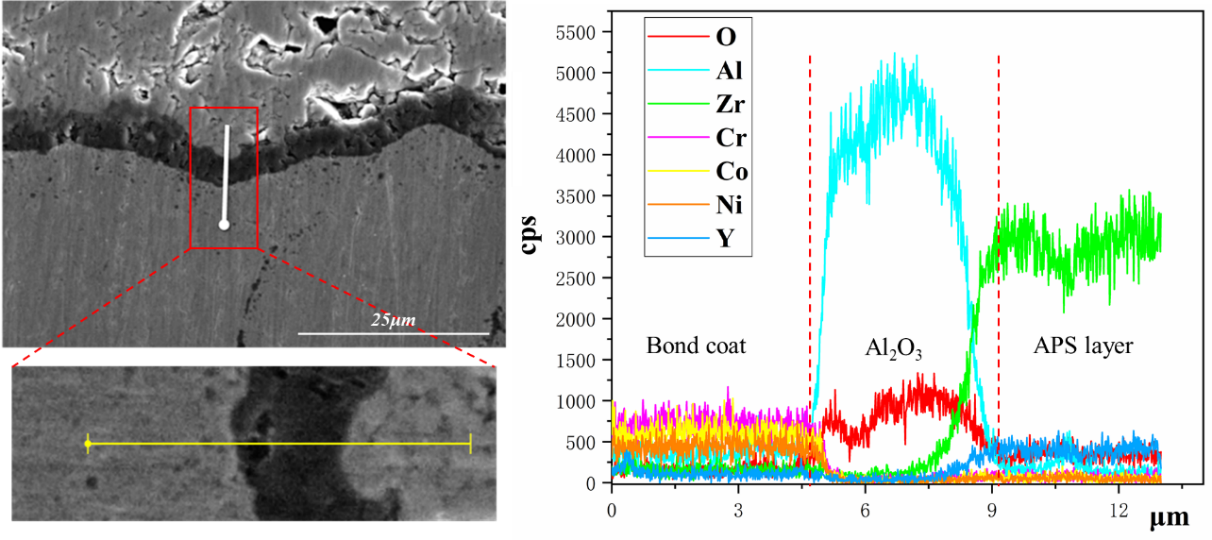 25μm
cps
5500
5000
4500
4000
3500
3000
2500
2000
1500
1000
500
0
O
Al
Zr
Cr
Co
Ni
Y
Bond coat
Al₂O₃
APS layer
0 3 6 9 12 μm